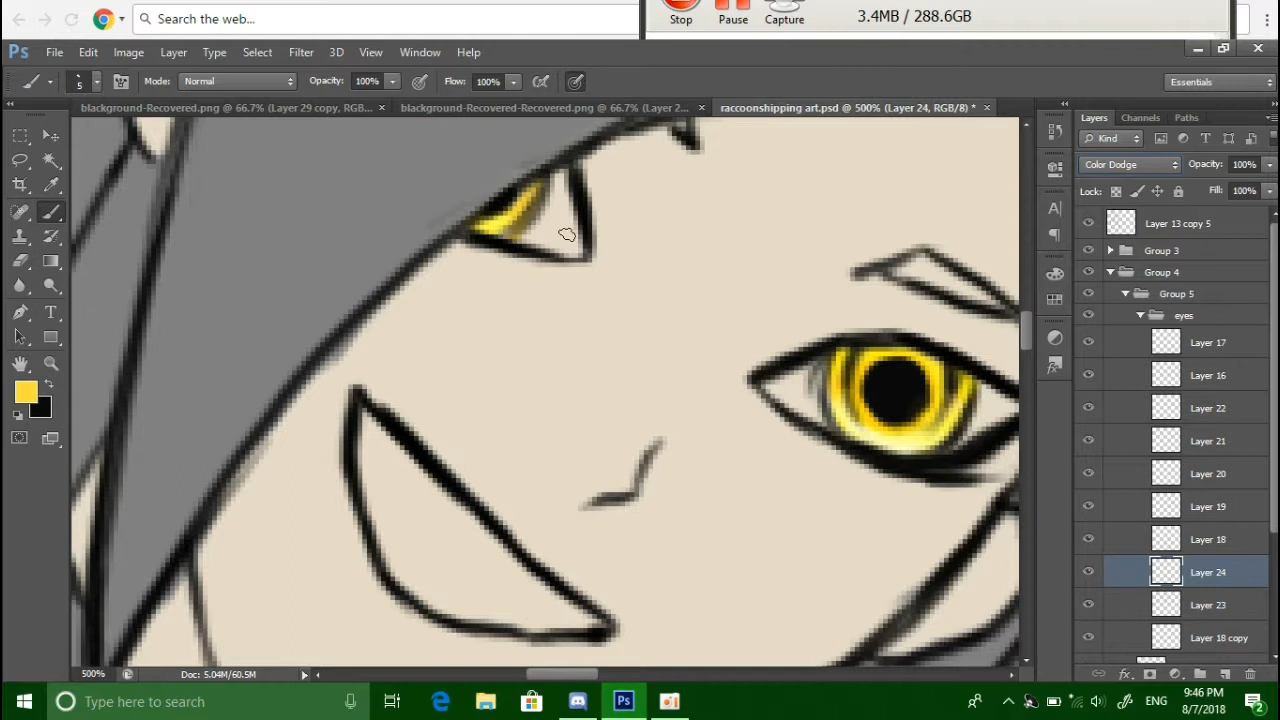 Search the web...
Stop Pause Capture
3.4MB / 288.6GB
Ps File Edit Image Layer Type Select Filter 3D View Window Help
5 Mode: Normal Opacity: 100% Flow: 100% Essentials
background-Recovered.png @ 66.7% (Layer 29 copy, RGB... × background-Recovered-Recovered.png @ 66.7% (Layer 2... × raccoonshipping art.psd @ 500% (Layer 24, RGB/8) * ×
Layers Channels Paths
Kind
Color Dodge Opacity: 100%
Lock: Fill: 100%
Layer 13 copy 5
Group 3
Group 4
Group 5
eyes
Layer 17
Layer 16
Layer 22
Layer 21
Layer 20
Layer 19
Layer 18
Layer 24
Layer 23
Layer 18 copy
500% Doc: 5.04M/60.5M
Type here to search
Ps
ENG
9:46 PM
8/7/2018
2